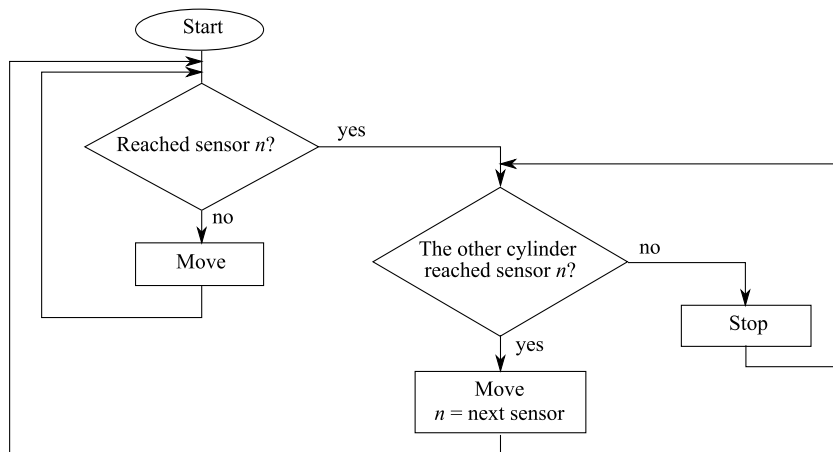 Start
Reached sensor n?
yes
no
Move
The other cylinder
reached sensor n?
no
Stop
yes
Move
n = next sensor